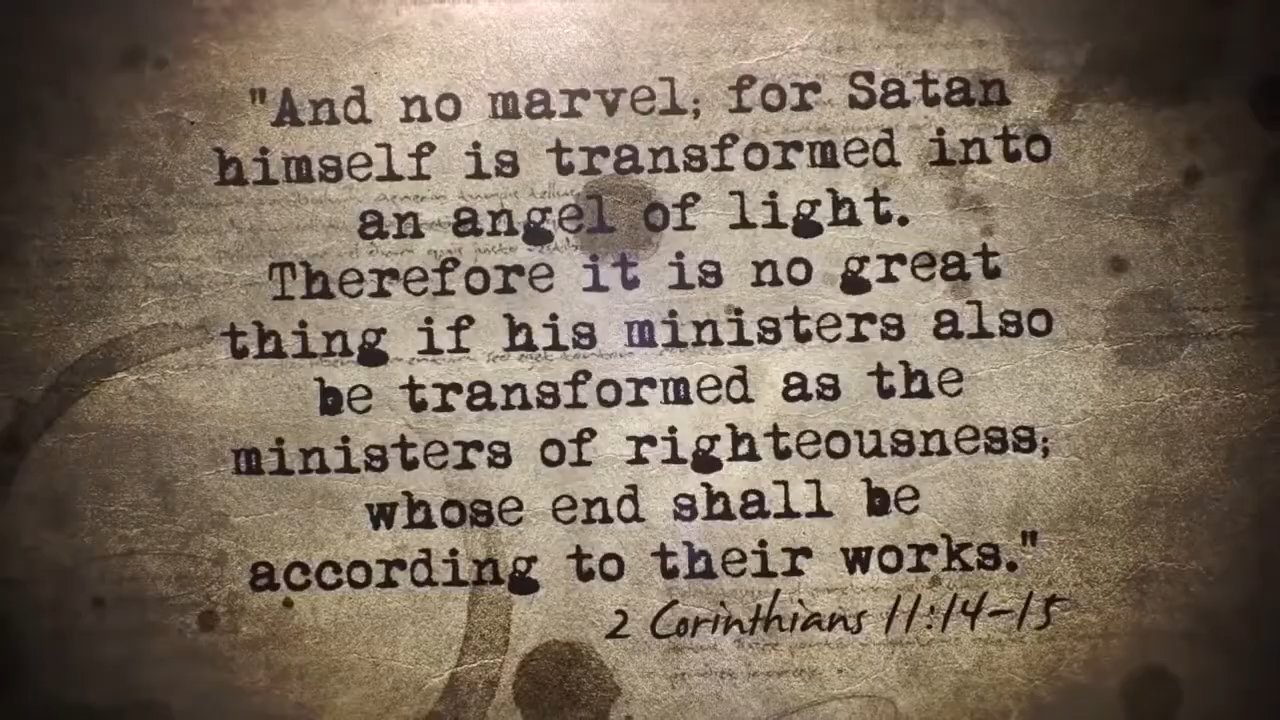 "And no marvel; for Satan
himself is transformed into
an angel of light.
Therefore it is no great
thing if his ministers also
be transformed as the
ministers of righteousness;
whose end shall be
according to their works."
2 Corinthians 11:14-15